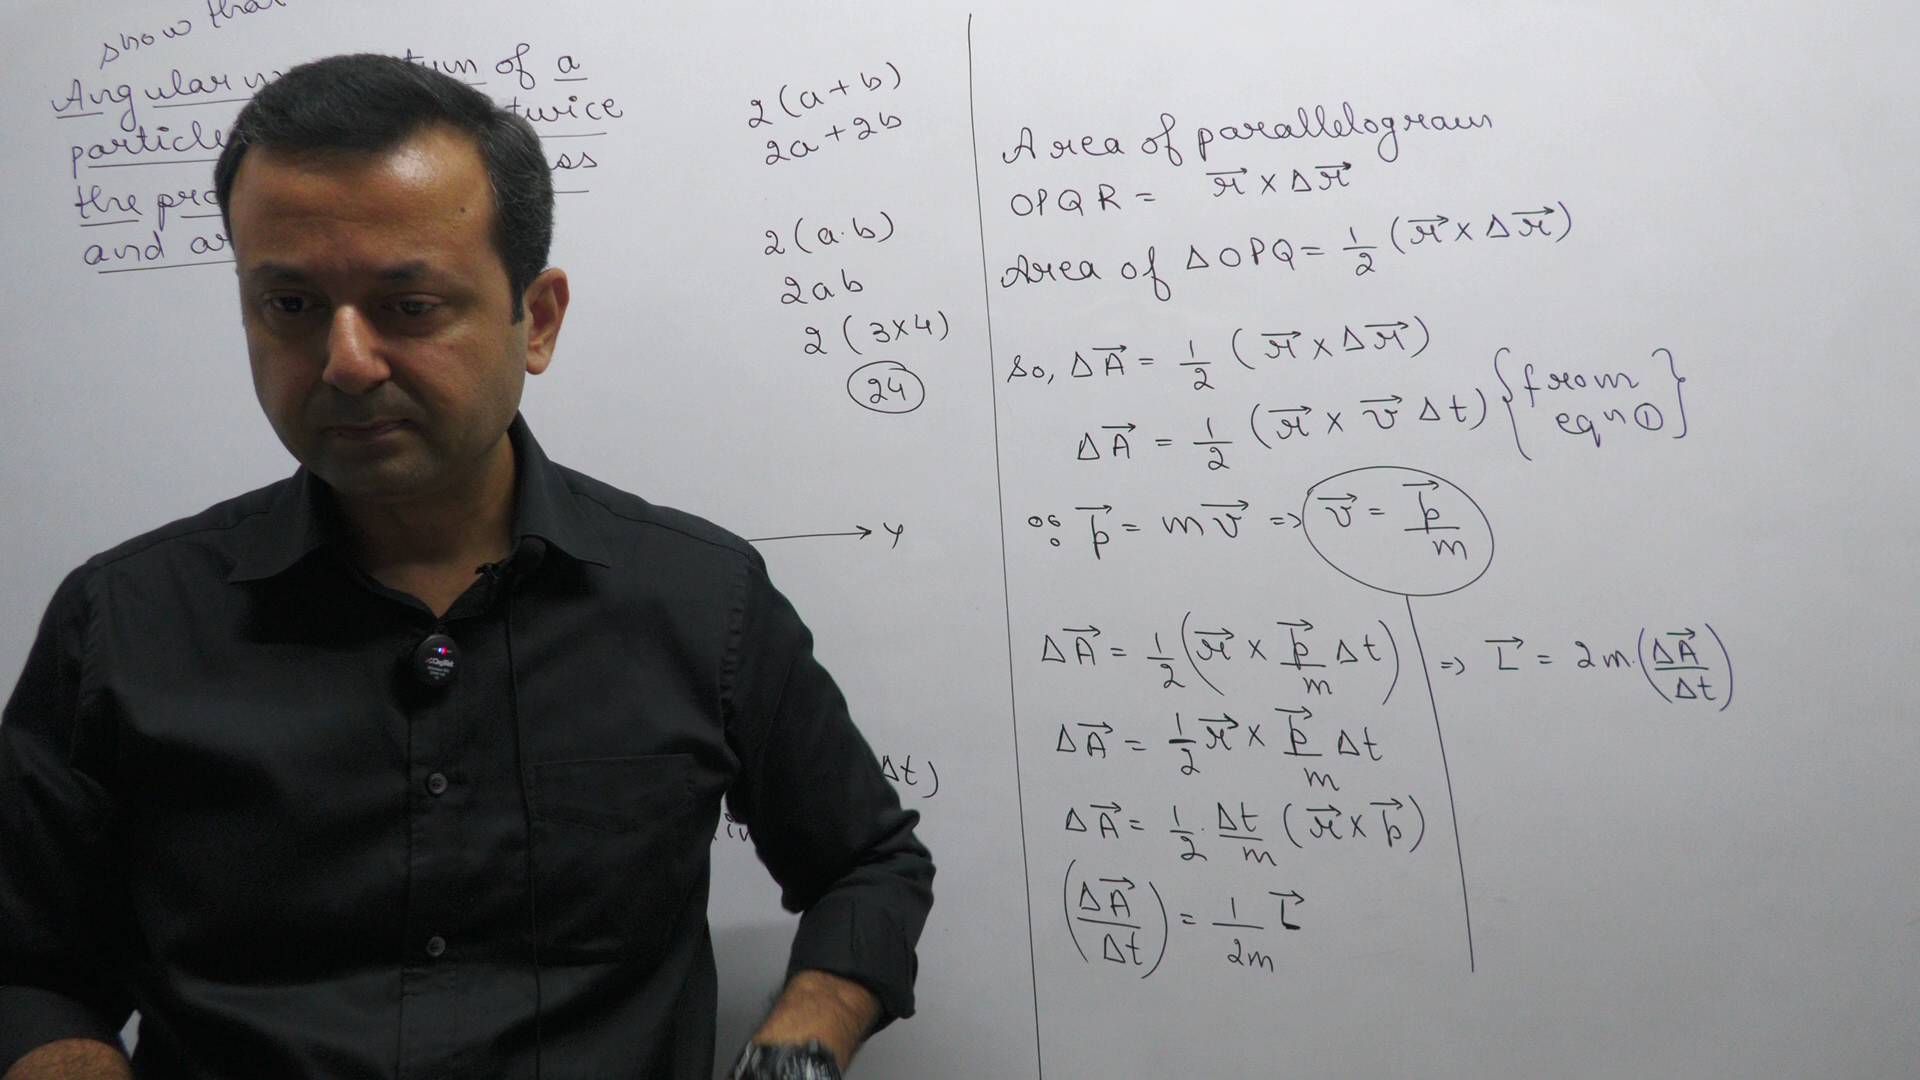 show that
Angular of a
particle twice
the
and
2(a+b)
2a+2b
2(a.b)
2ab
2(3×4)
24
Y
Δt)
Area of parallelogram
OPQR = r⃗ × Δr⃗
Area of ΔOPQ = 1/2 (r⃗ × Δr⃗)
So, ΔA⃗ = 1/2 (r⃗ × Δr⃗)
ΔA⃗ = 1/2 (r⃗ × v⃗ Δt) {from eqn ①}
∵ p⃗ = mv⃗ => v⃗ = p⃗/m
ΔA⃗ = 1/2 (r⃗ × p⃗/m Δt)
ΔA⃗ = 1/2 r⃗ × p⃗/m Δt
ΔA⃗ = 1/2 . Δt/m (r⃗ × p⃗)
(ΔA⃗/Δt) = 1/2m L⃗
=> L⃗ = 2m.(ΔA⃗/Δt)